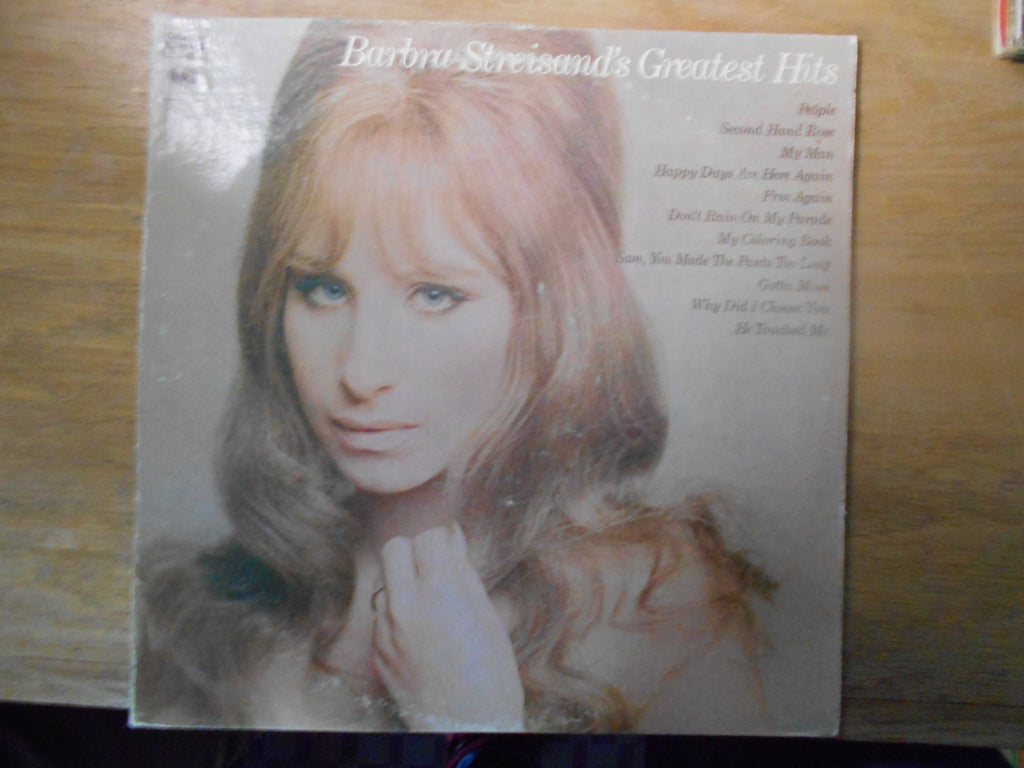 Barbra Streisand's Greatest Hits
People
Second Hand Rose
My Man
Happy Days Are Here Again
Free Again
Don't Rain On My Parade
My Coloring Book
Sam, You Made The Pants Too Long
Gotta Move
Why Did I Choose You
He Touched Me